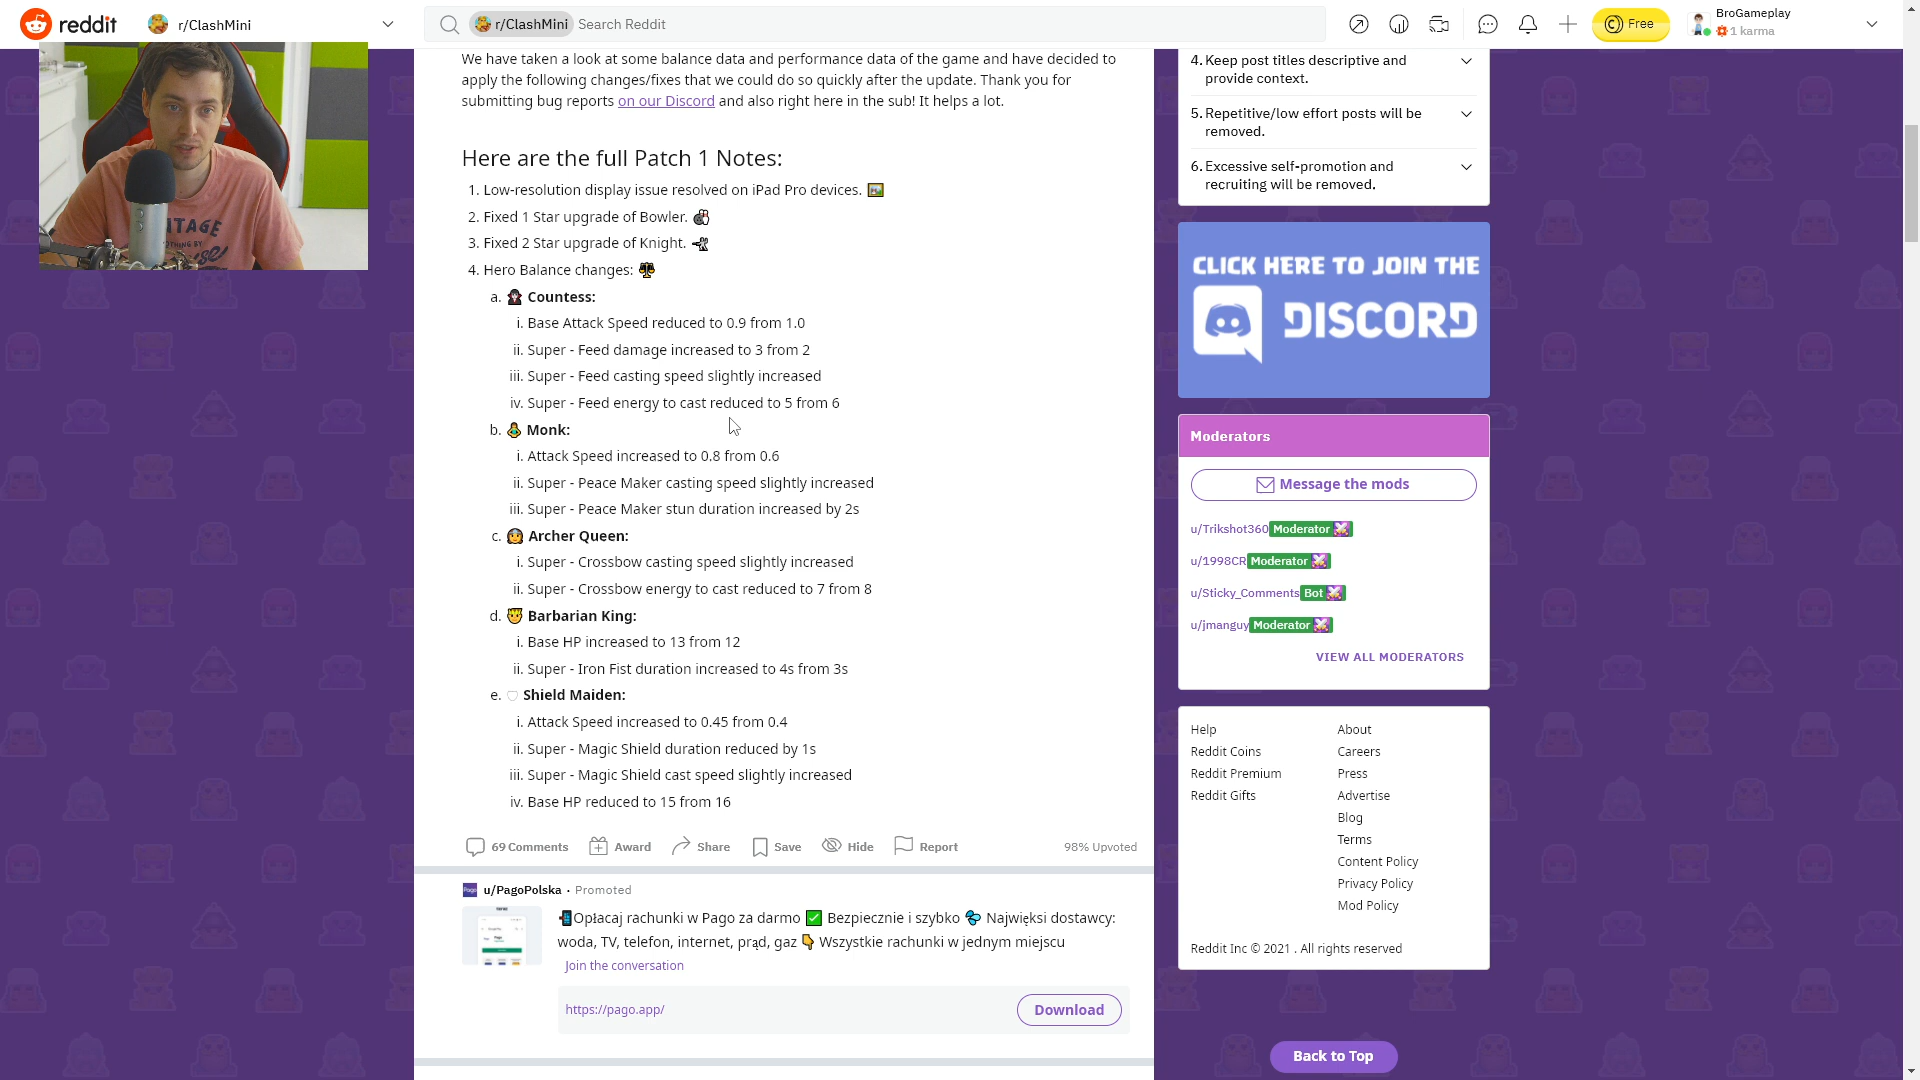 reddit
r/ClashMini
r/ClashMini Search Reddit
Free
BroGameplay
1 karma
We have taken a look at some balance data and performance data of the game and have decided to
apply the following changes/fixes that we could do so quickly after the update. Thank you for
submitting bug reports on our Discord and also right here in the sub! It helps a lot.
Here are the full Patch 1 Notes:
1. Low-resolution display issue resolved on iPad Pro devices. 🖼️
2. Fixed 1 Star upgrade of Bowler. 🎳
3. Fixed 2 Star upgrade of Knight. 🔫
4. Hero Balance changes: ⚖️
a. Countess:
i. Base Attack Speed reduced to 0.9 from 1.0
ii. Super - Feed damage increased to 3 from 2
iii. Super - Feed casting speed slightly increased
iv. Super - Feed energy to cast reduced to 5 from 6
b. Monk:
i. Attack Speed increased to 0.8 from 0.6
ii. Super - Peace Maker casting speed slightly increased
iii. Super - Peace Maker stun duration increased by 2s
c. Archer Queen:
i. Super - Crossbow casting speed slightly increased
ii. Super - Crossbow energy to cast reduced to 7 from 8
d. Barbarian King:
i. Base HP increased to 13 from 12
ii. Super - Iron Fist duration increased to 4s from 3s
e. Shield Maiden:
i. Attack Speed increased to 0.45 from 0.4
ii. Super - Magic Shield duration reduced by 1s
iii. Super - Magic Shield cast speed slightly increased
iv. Base HP reduced to 15 from 16
69 Comments Award Share Save Hide Report 98% Upvoted
u/PagoPolska · Promoted
Opłacaj rachunki w Pago za darmo ✅ Bezpiecznie i szybko Najwięksi dostawcy:
woda, TV, telefon, internet, prąd, gaz 👇 Wszystkie rachunki w jednym miejscu
Join the conversation
https://pago.app/
Download
4. Keep post titles descriptive and
provide context.
5. Repetitive/low effort posts will be
removed.
6. Excessive self-promotion and
recruiting will be removed.
CLICK HERE TO JOIN THE
DISCORD
Moderators
Message the mods
u/Trikshot360 Moderator
u/1998CR Moderator
u/Sticky_Comments Bot
u/jmanguy Moderator
VIEW ALL MODERATORS
Help About
Reddit Coins Careers
Reddit Premium Press
Reddit Gifts Advertise
Blog
Terms
Content Policy
Privacy Policy
Mod Policy
Reddit Inc © 2021 . All rights reserved
Back to Top